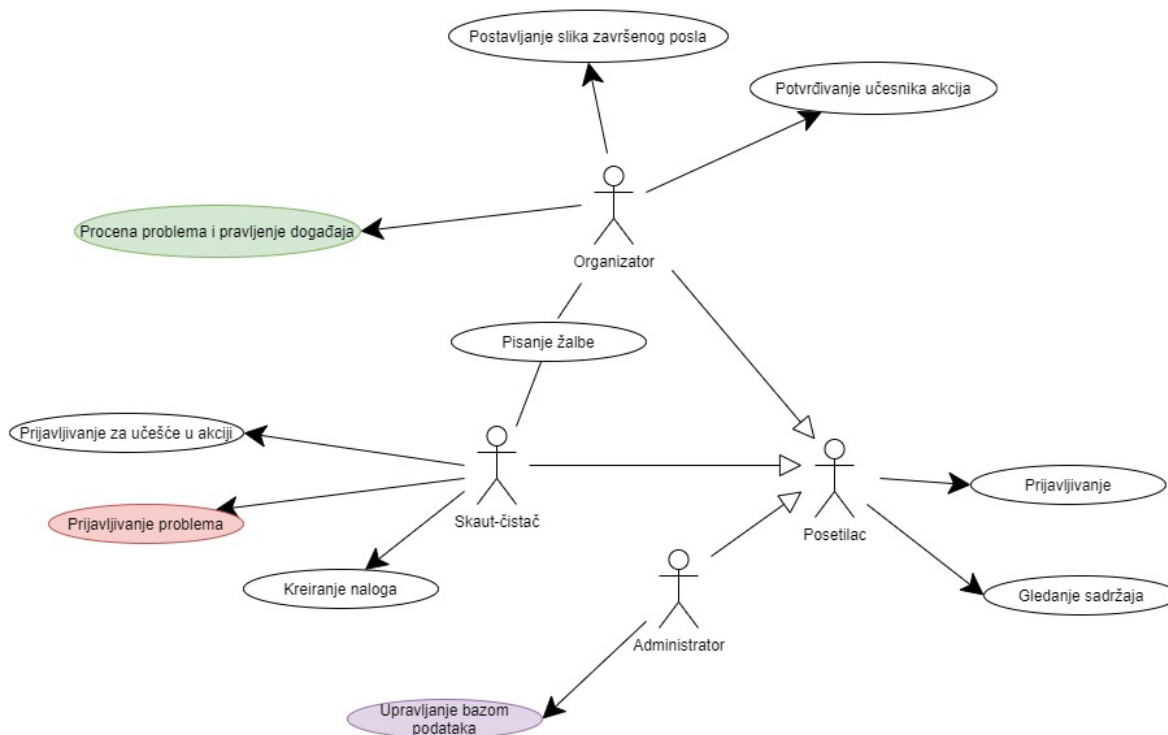 Postavljanje slika završenog posla
Potvrđivanje učesnika akcija
Procena problema i pravljenje događaja
Organizator
Pisanje žalbe
Prijavljivanje za učešće u akciji
Prijavljivanje problema
Skaut-čistač
Kreiranje naloga
Posetilac
Prijavljivanje
Gledanje sadržaja
Administrator
Upravljanje bazom
podataka